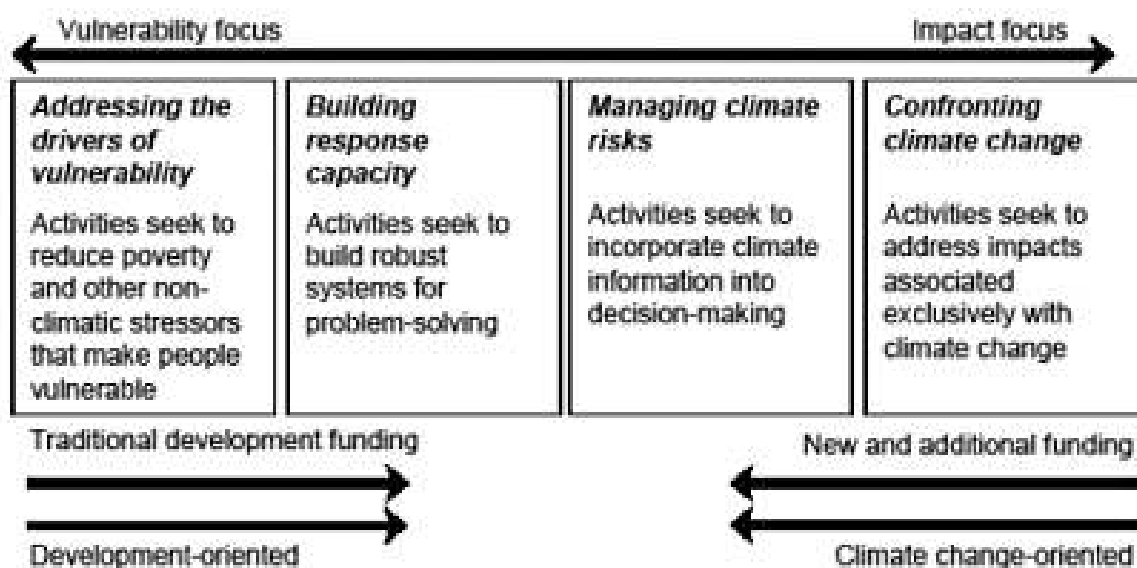 Vulnerability focus
Impact focus
Addressing the
drivers of
vulnerability
Activities seek to
reduce poverty
and other non-
climatic stressors
that make people
vulnerable
Building
response
capacity
Activities seek to
build robust
systems for
problem-solving
Managing climate
risks
Activities seek to
incorporate climate
information into
decision-making
Confronting
climate change
Activities seek to
address impacts
associated
exclusively with
climate change
Traditional development funding
New and additional funding
Development-oriented
Climate change-oriented